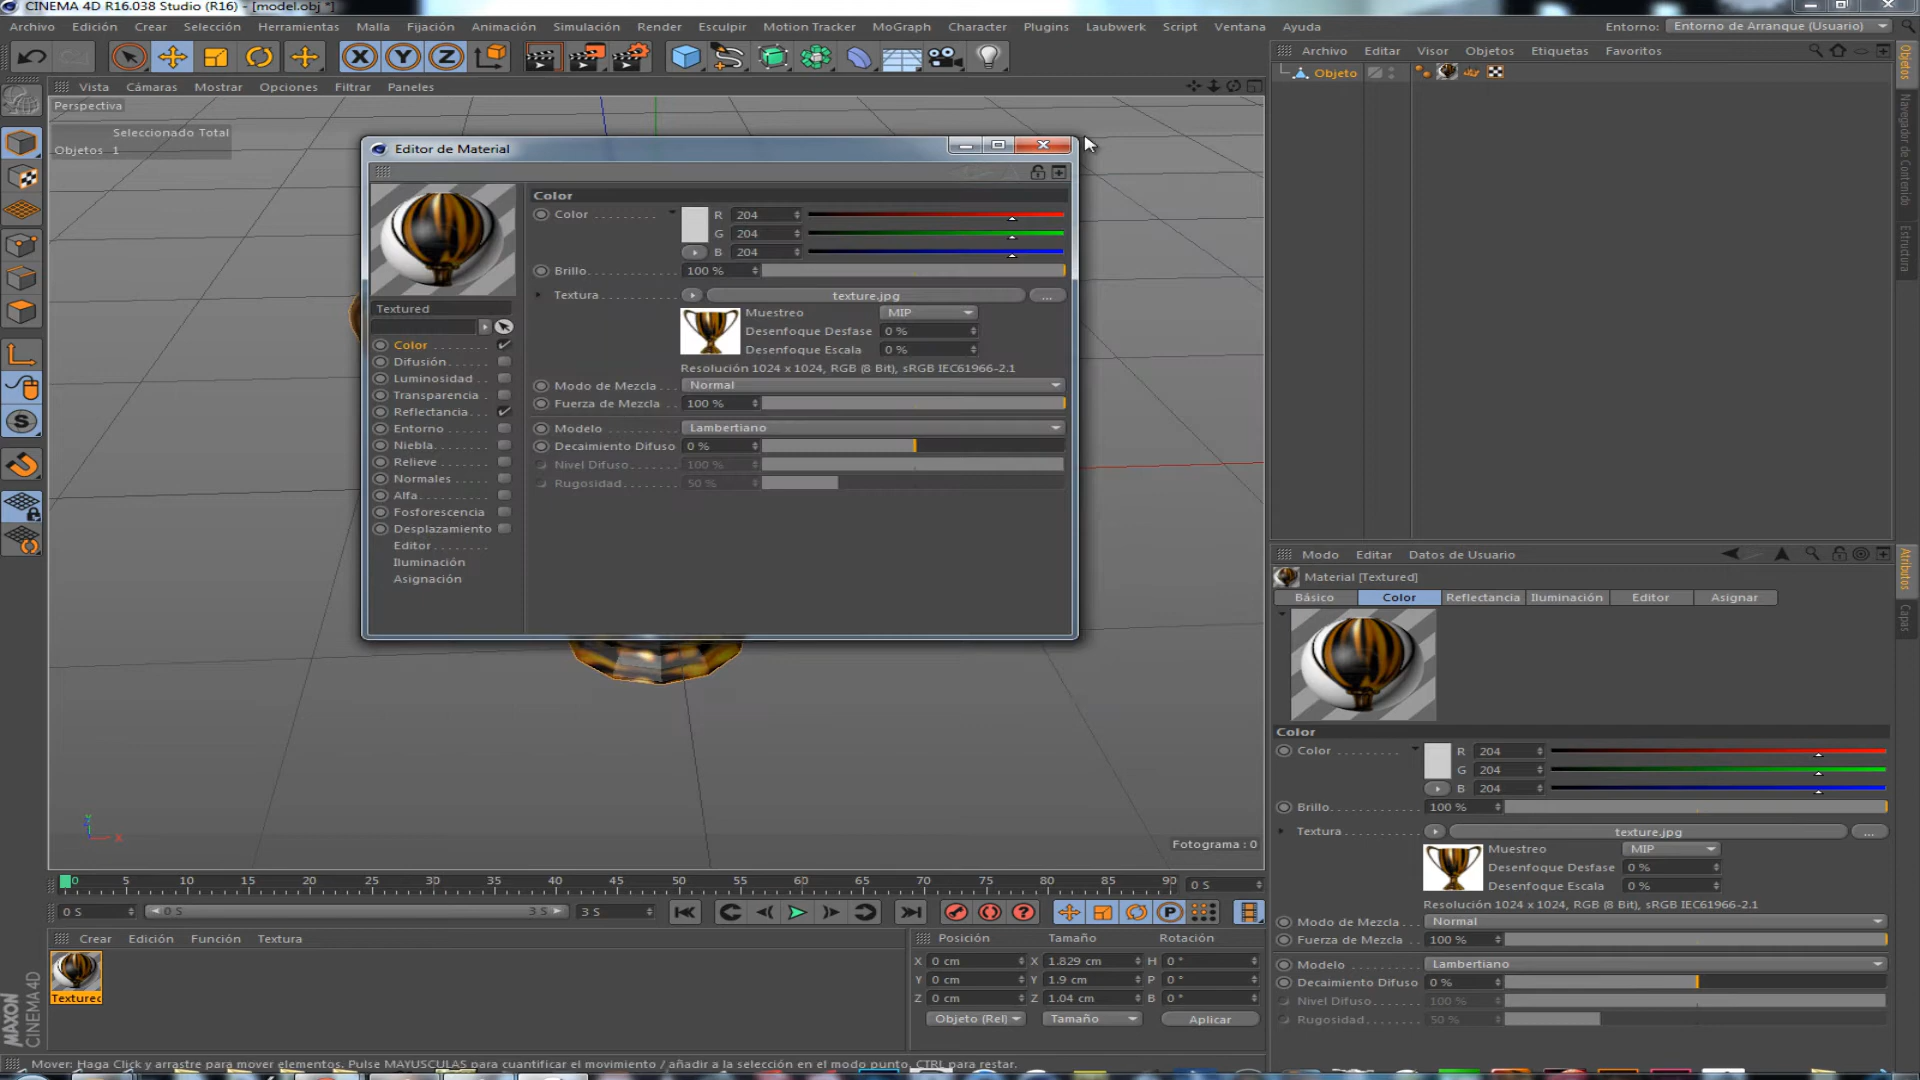 CINEMA 4D R16.038 Studio (R16) - [model.obj *]
Archivo Edición Crear Selección Herramientas Malla Fijación Animación Simulación Render Esculpir Motion Tracker MoGraph Character Plugins Laubwerk Script Ventana Ayuda Entorno: Entorno de Arranque (Usuario)
X Y Z
Archivo Editar Visor Objetos Etiquetas Favoritos
Objeto
Vista Cámaras Mostrar Opciones Filtrar Paneles
Perspectiva
Seleccionado Total
Objetos 1
Editor de Material
Color
Color R 204
G 204
B 204
Brillo 100 %
Textura texture.jpg ...
Muestreo MIP
Desenfoque Desfase 0 %
Desenfoque Escala 0 %
Resolución 1024 x 1024, RGB (8 Bit), sRGB IEC61966-2.1
Modo de Mezcla Normal
Fuerza de Mezcla 100 %
Modelo Lambertiano
Decaimiento Difuso 0 %
Nivel Difuso 100 %
Rugosidad 50 %
Textured
Color
Difusión
Luminosidad
Transparencia
Reflectancia
Entorno
Niebla
Relieve
Normales
Alfa
Fosforescencia
Desplazamiento
Editor
Iluminación
Asignación
Objetos
Navegador de Contenido
Estructura
Atributos
Capas
Modo Editar Datos de Usuario
Material [Textured]
Básico Color Reflectancia Iluminación Editor Asignar
Color
Color R 204
G 204
B 204
Brillo 100 %
Textura texture.jpg ...
Muestreo MIP
Desenfoque Desfase 0 %
Desenfoque Escala 0 %
Resolución 1024 x 1024, RGB (8 Bit), sRGB IEC61966-2.1
Modo de Mezcla Normal
Fuerza de Mezcla 100 %
Modelo Lambertiano
Decaimiento Difuso 0 %
Nivel Difuso 100 %
Rugosidad 50 %
X
Fotograma : 0
0 5 10 15 20 25 30 35 40 45 50 55 60 65 70 75 80 85 90 0 S
0 S 0 S 3 S 3 S
Crear Edición Función Textura
Texturec
Posición Tamaño Rotación
X 0 cm X 1.829 cm H 0 °
Y 0 cm Y 1.9 cm P 0 °
Z 0 cm Z 1.04 cm B 0 °
Objeto (Rel) Tamaño Aplicar
MAXON
CINEMA 4D
Mover: Haga Click y arrastre para mover elementos. Pulse MAYUSCULAS para cuantificar el movimiento / añadir a la selección en el modo punto, CTRL para restar.